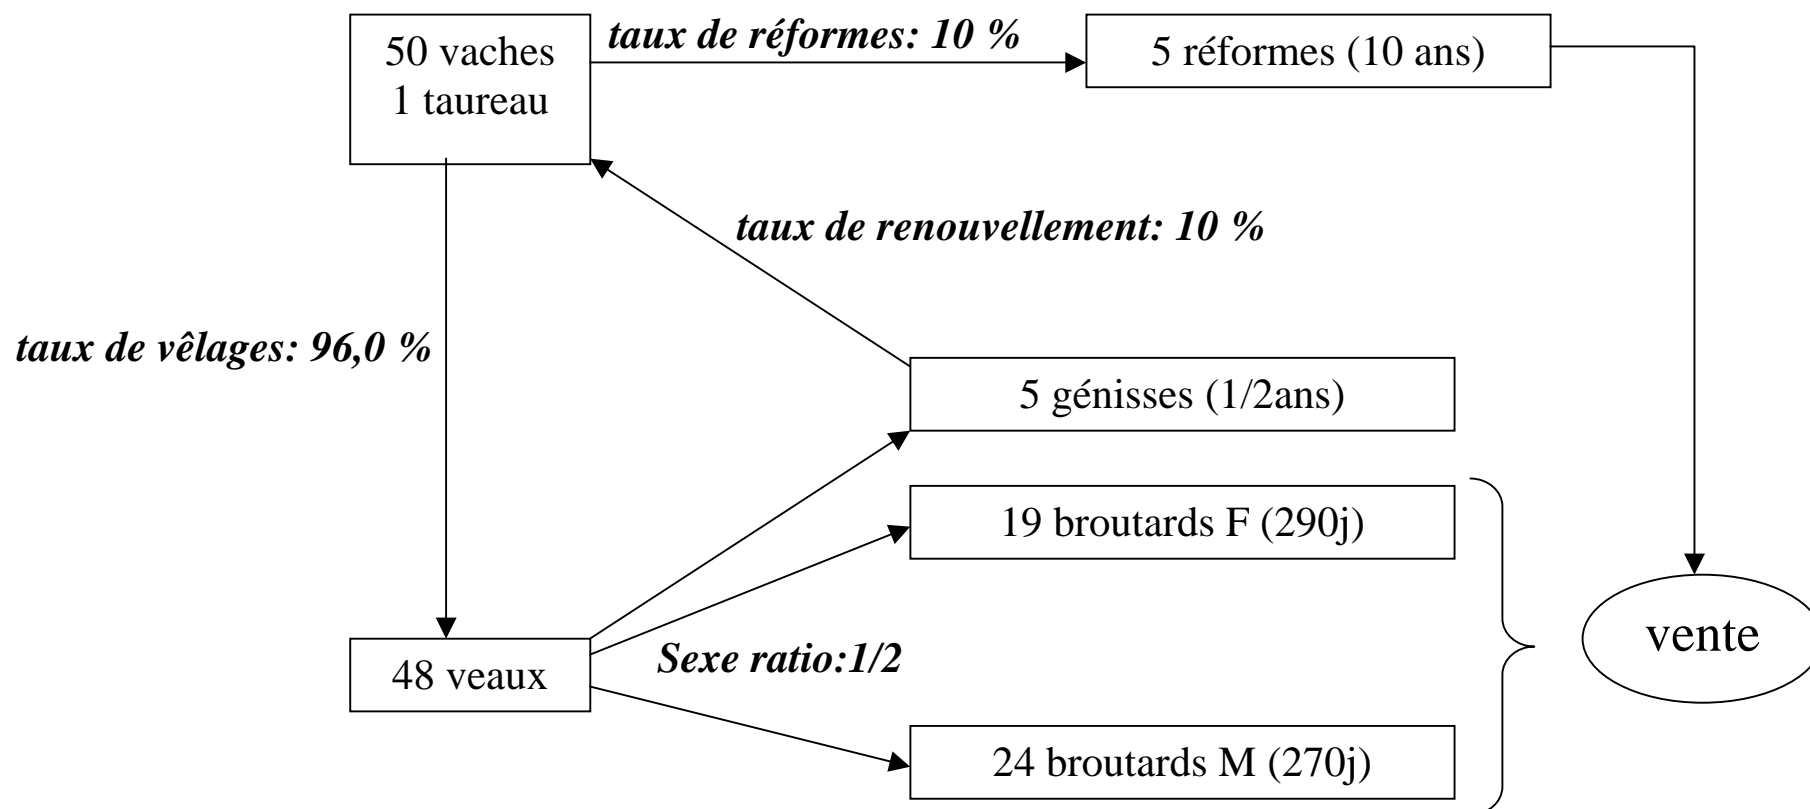 50 vaches
1 taureau
taux de réformes: 10 %
5 réformes (10 ans)
taux de renouvellement: 10 %
taux de vêlages: 96,0 %
5 génisses (1/2ans)
19 broutards F (290j)
vente
Sexe ratio:1/2
48 veaux
24 broutards M (270j)